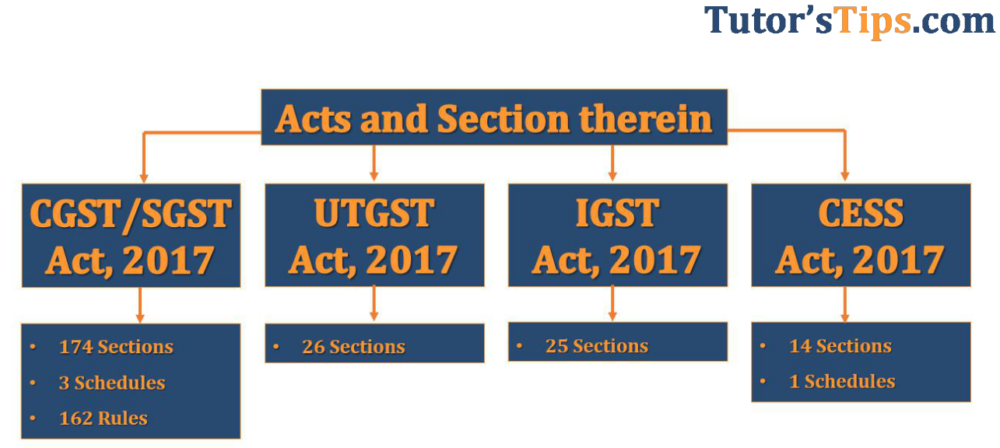 Tutor'sTips.com
Acts and Section therein
CGST/SGST
Act, 2017
UTGST
Act, 2017
IGST
Act, 2017
CESS
Act, 2017
• 174 Sections
• 3 Schedules
• 162 Rules
• 26 Sections
• 25 Sections
• 14 Sections
• 1 Schedules